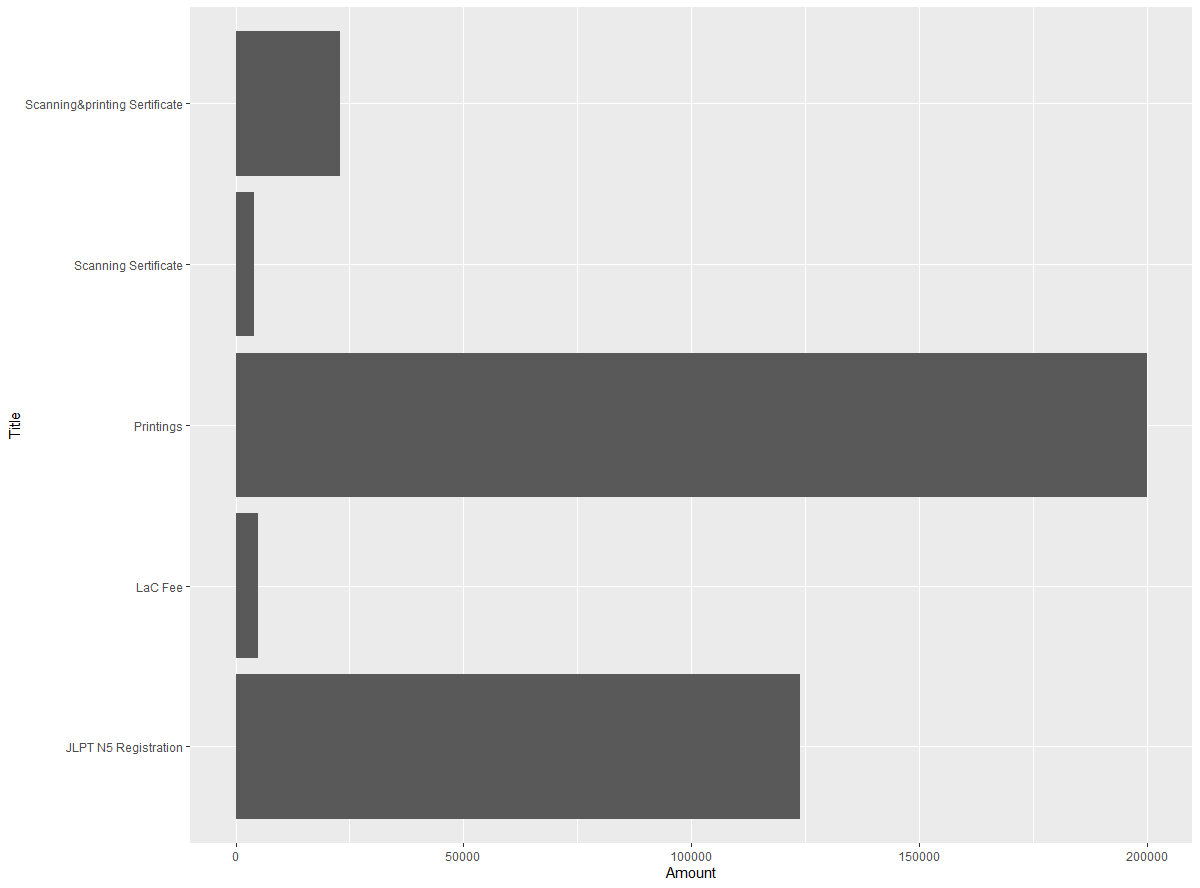 Scanning&printing Sertificate
Scanning Sertificate
Printings
LaC Fee
JLPT N5 Registration
Title
0 50000 100000 150000 200000
Amount